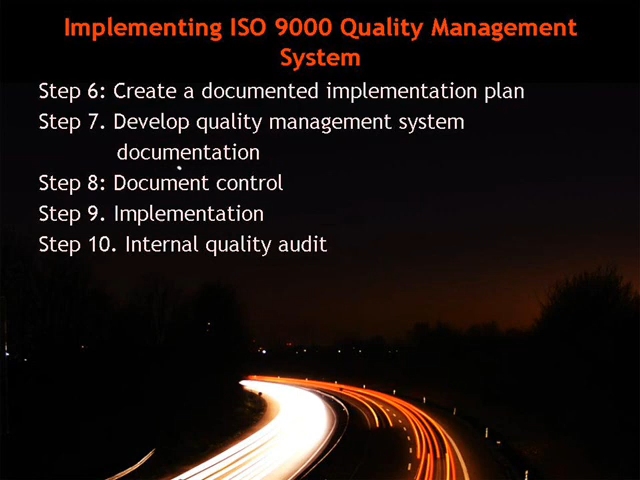 Implementing ISO 9000 Quality Management
System
Step 6: Create a documented implementation plan
Step 7. Develop quality management system
documentation
Step 8: Document control
Step 9. Implementation
Step 10. Internal quality audit